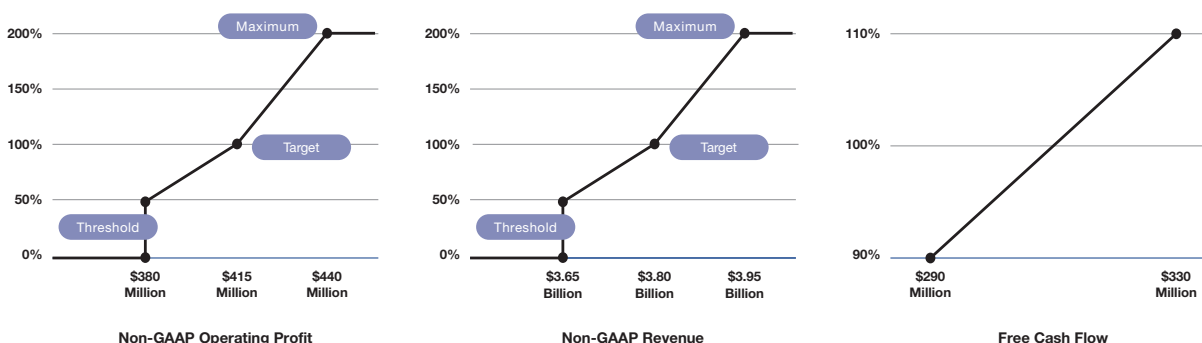 200%
Maximum
150%
100%
Target
50%
Threshold
0%
$380
Million
$415
Million
$440
Million
Non-GAAP Operating Profit
200%
Maximum
150%
100%
Target
50%
Threshold
0%
$3.65
Billion
$3.80
Billion
$3.95
Billion
Non-GAAP Revenue
110%
100%
90%
$290
Million
$330
Million
Free Cash Flow